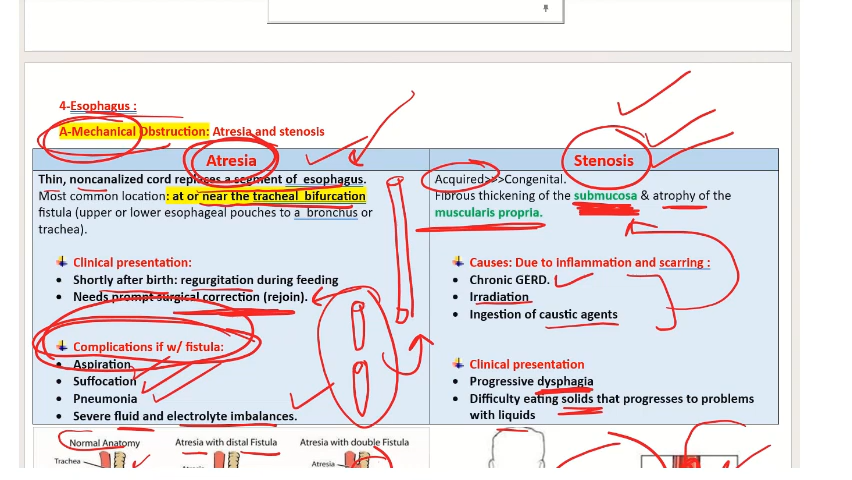 4-Esophagus :
A-Mechanical Obstruction: Atresia and stenosis
Atresia
Thin, noncanalized cord replaces a segment of esophagus.
Most common location: at or near the tracheal bifurcation
fistula (upper or lower esophageal pouches to a bronchus or
trachea).
Clinical presentation:
• Shortly after birth: regurgitation during feeding
• Needs prompt surgical correction (rejoin).
Complications if w/ fistula:
• Aspiration
• Suffocation
• Pneumonia
• Severe fluid and electrolyte imbalances.
Stenosis
Acquired>>>Congenital.
Fibrous thickening of the submucosa & atrophy of the
muscularis propria.
Causes: Due to inflammation and scarring :
• Chronic GERD.
• Irradiation
• Ingestion of caustic agents
Clinical presentation
• Progressive dysphagia
• Difficulty eating solids that progresses to problems
with liquids
Normal Anatomy Atresia with distal Fistula Atresia with double Fistula
Trachea
Atresia